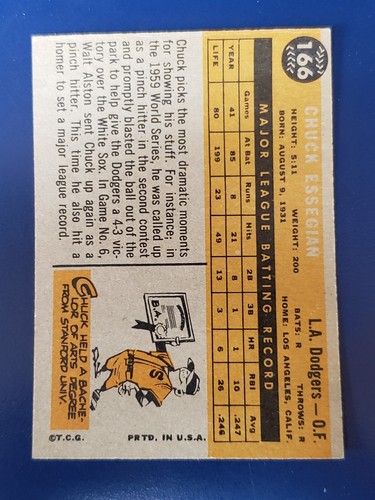 166
CHUCK ESSEGIAN
L.A. Dodgers — O.F.
HEIGHT: 5:11 WEIGHT: 200 BATS: R THROWS: R
BORN: AUGUST 9, 1931 HOME: LOS ANGELES, CALIF.
MAJOR LEAGUE BATTING RECORD
Games At Bat Runs Hits 2B 3B HR RBI Avg
YEAR 41 85 8 21 8 1 1 10 .247
LIFE 80 199 23 49 13 3 6 26 .246
Chuck picks the most dramatic moments
for showing his stuff. For instance; in
the 1959 World Series, he was called up
as a pinch hitter in the second contest
and promptly blasted the ball out of the
park to help give the Dodgers a 4-3 vic-
tory over the White Sox. In Game No. 6,
Walt Alston sent Chuck up again as a
pinch hitter. This time he also hit a
homer to set a major league record.
B.A.
S
CHUCK HELD A BACHE-
LOR OF ARTS DEGREE
FROM STANFORD UNIV.
©T.C.G. PRTD. IN U.S.A.